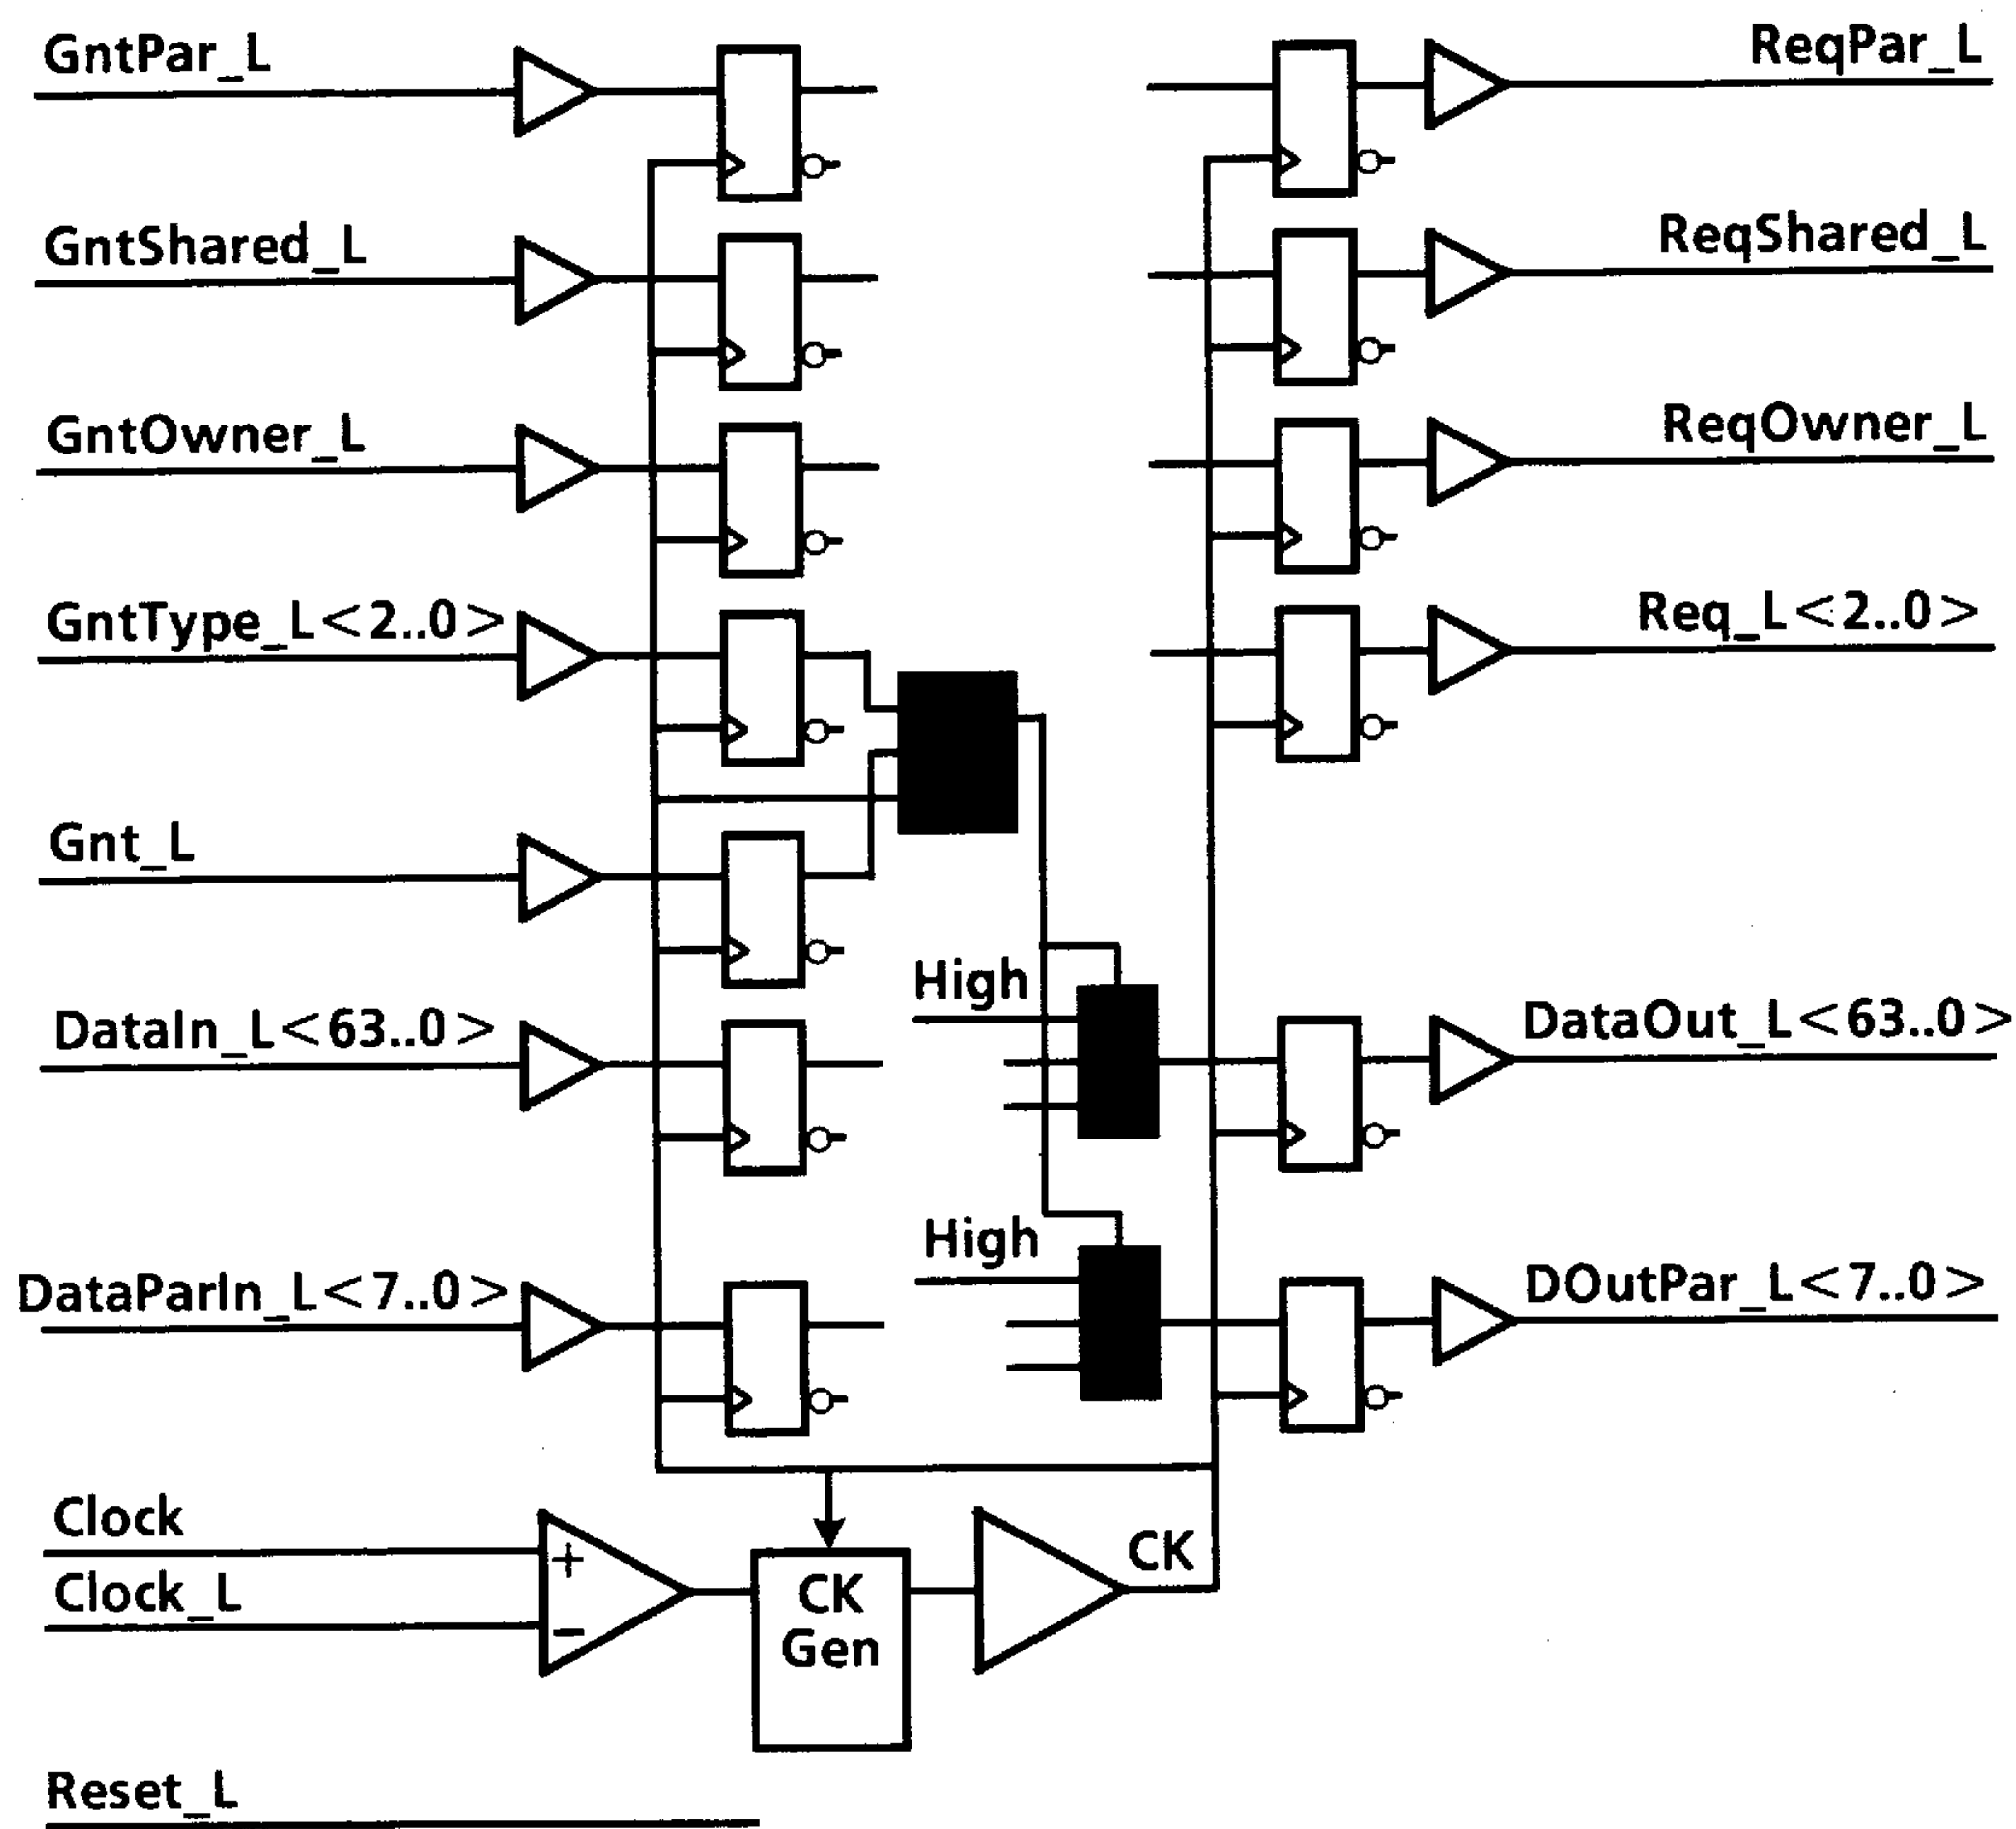 GntPar_L
ReqPar_L
GntShared_L
ReqShared_L
GntOwner_L
ReqOwner_L
GntType_L<2..0>
Req_L<2..0>
Gnt_L
High
DataIn_L<63..0>
DataOut_L<63..0>
High
DataParIn_L<7..0>
DOutPar_L<7..0>
Clock
+
CK
Clock_L
−
CK
Gen
Reset_L